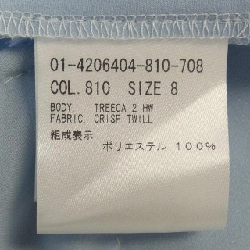 01-4206404-810-708
COL.810 SIZE 8
BODY: TREECA 2 HW
FABRIC: CRISP TWILL
組成表示
ポリエステル 100%